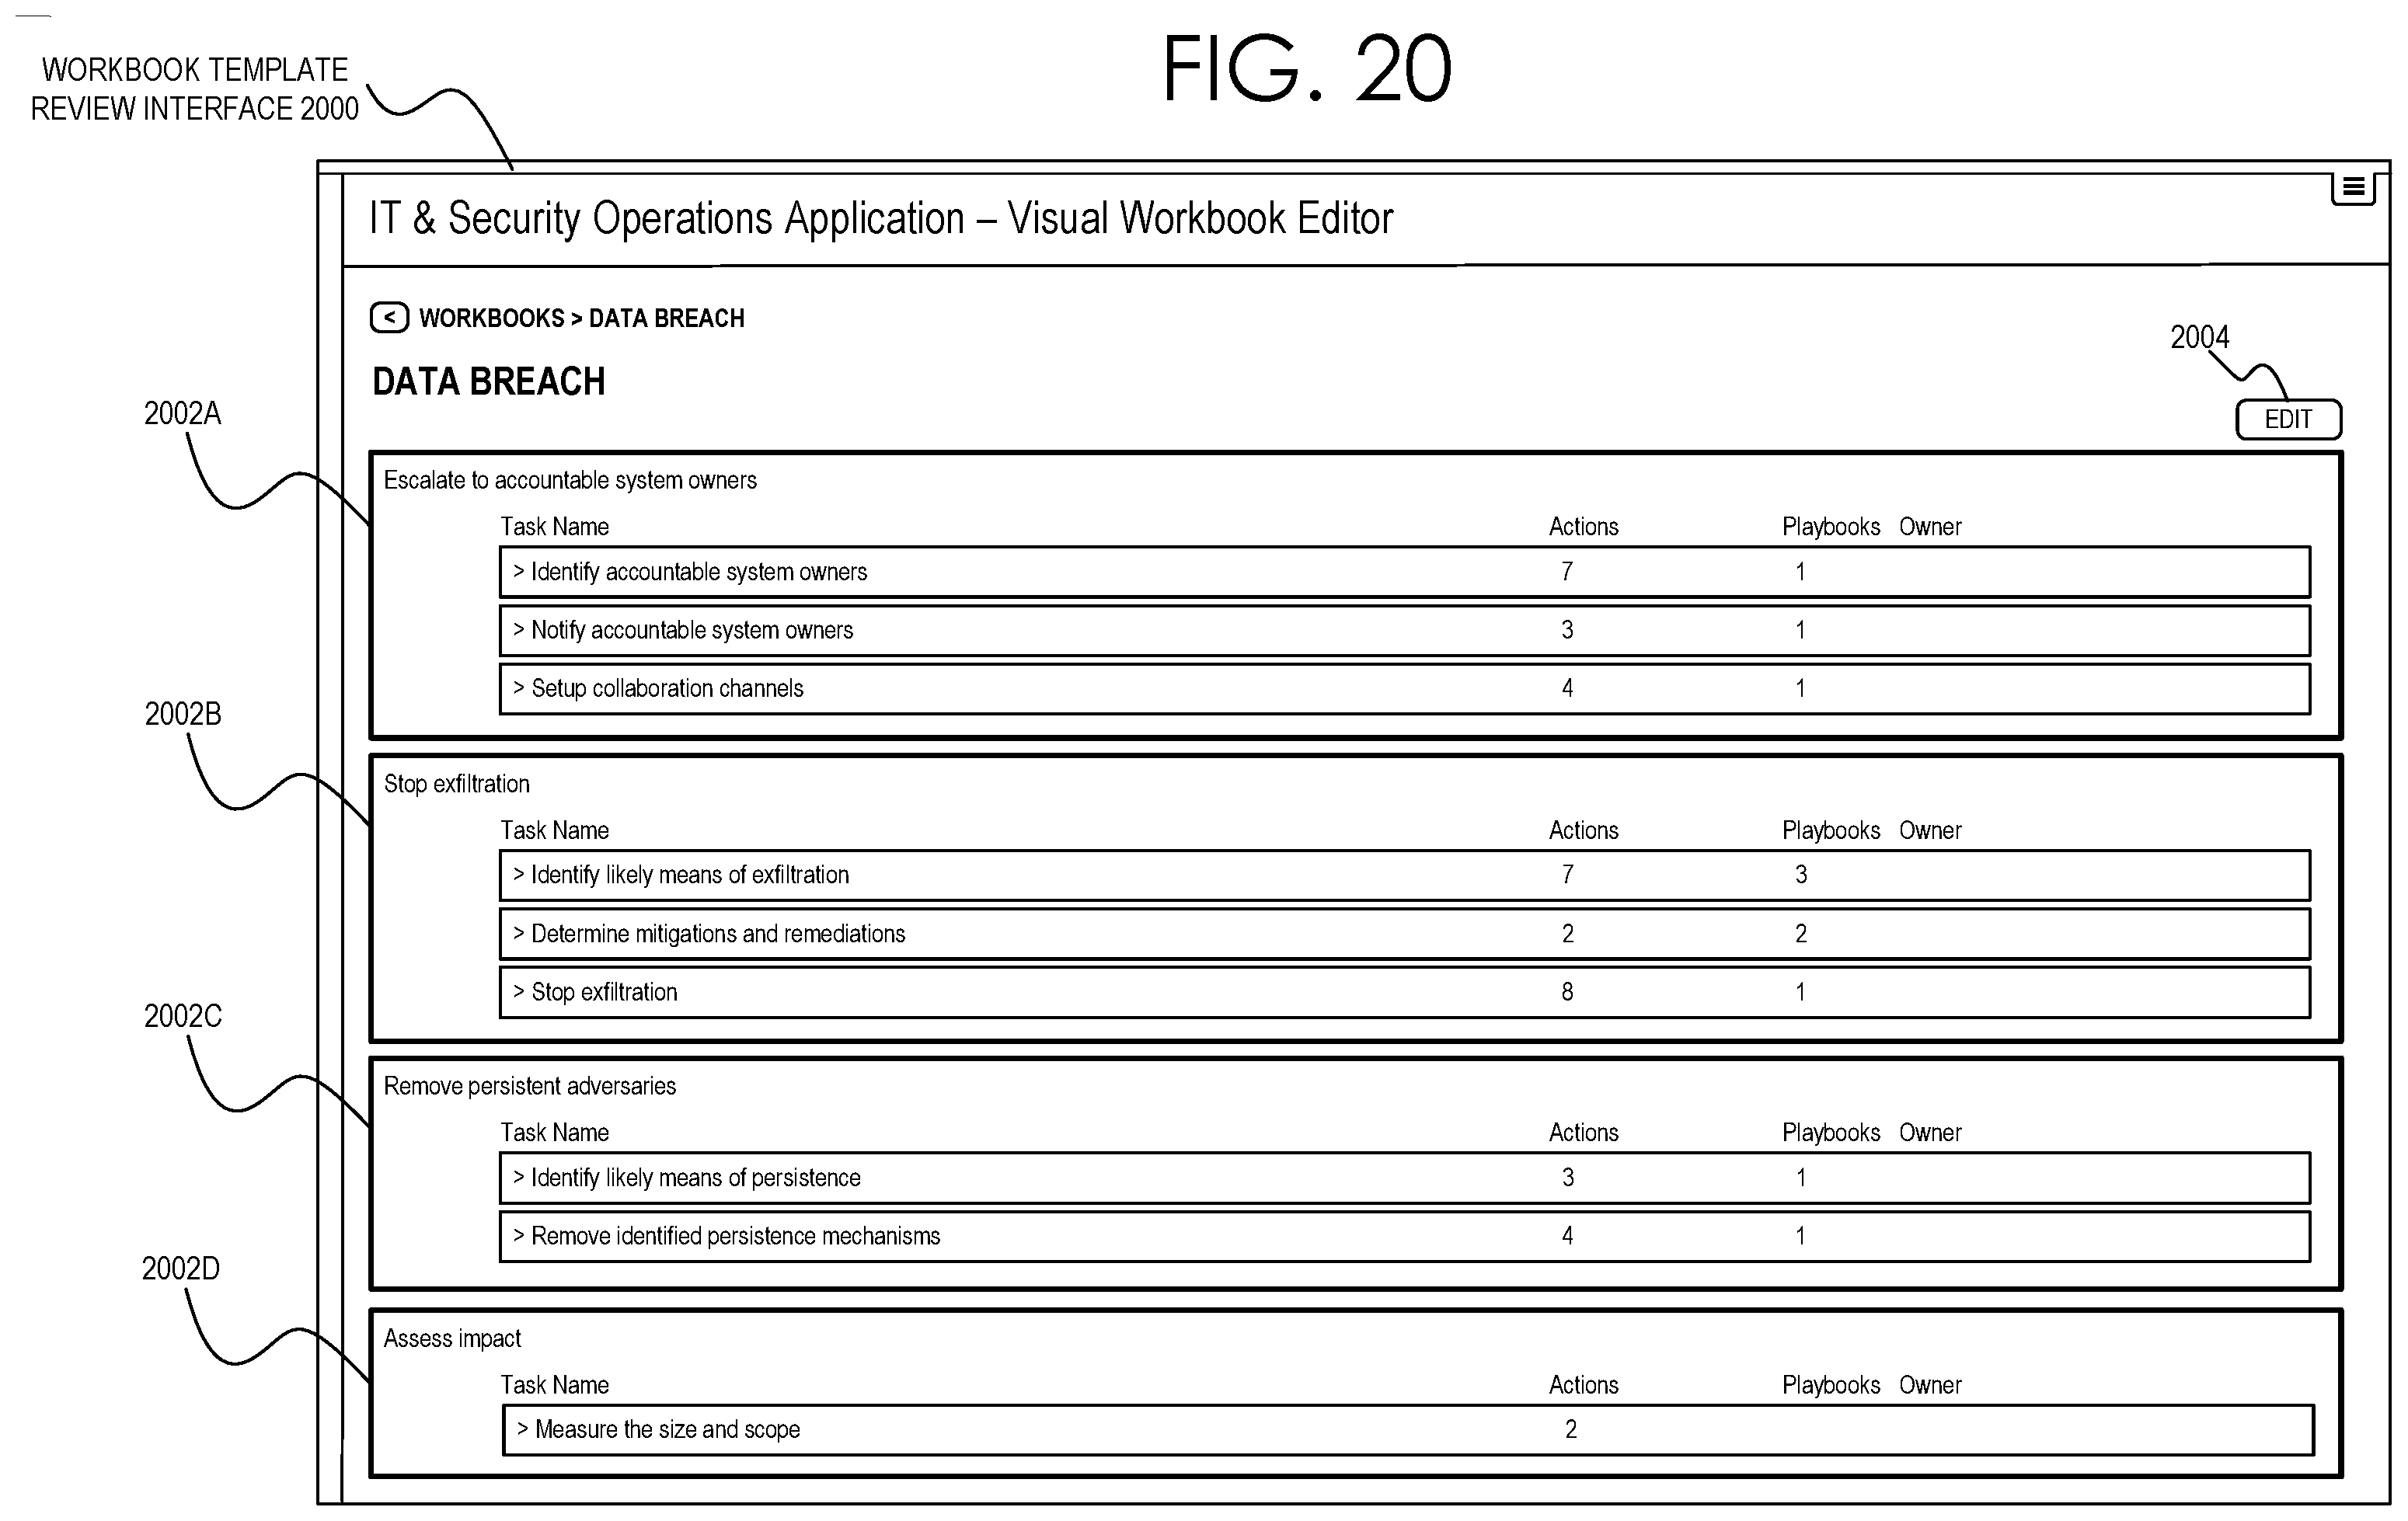 FIG. 20
WORKBOOK TEMPLATE
REVIEW INTERFACE 2000
IT & Security Operations Application – Visual Workbook Editor
< WORKBOOKS > DATA BREACH
2004
DATA BREACH
EDIT
2002A
Escalate to accountable system owners
Task Name Actions Playbooks Owner
> Identify accountable system owners 7 1
> Notify accountable system owners 3 1
> Setup collaboration channels 4 1
2002B
Stop exfiltration
Task Name Actions Playbooks Owner
> Identify likely means of exfiltration 7 3
> Determine mitigations and remediations 2 2
> Stop exfiltration 8 1
2002C
Remove persistent adversaries
Task Name Actions Playbooks Owner
> Identify likely means of persistence 3 1
> Remove identified persistence mechanisms 4 1
2002D
Assess impact
Task Name Actions Playbooks Owner
> Measure the size and scope 2